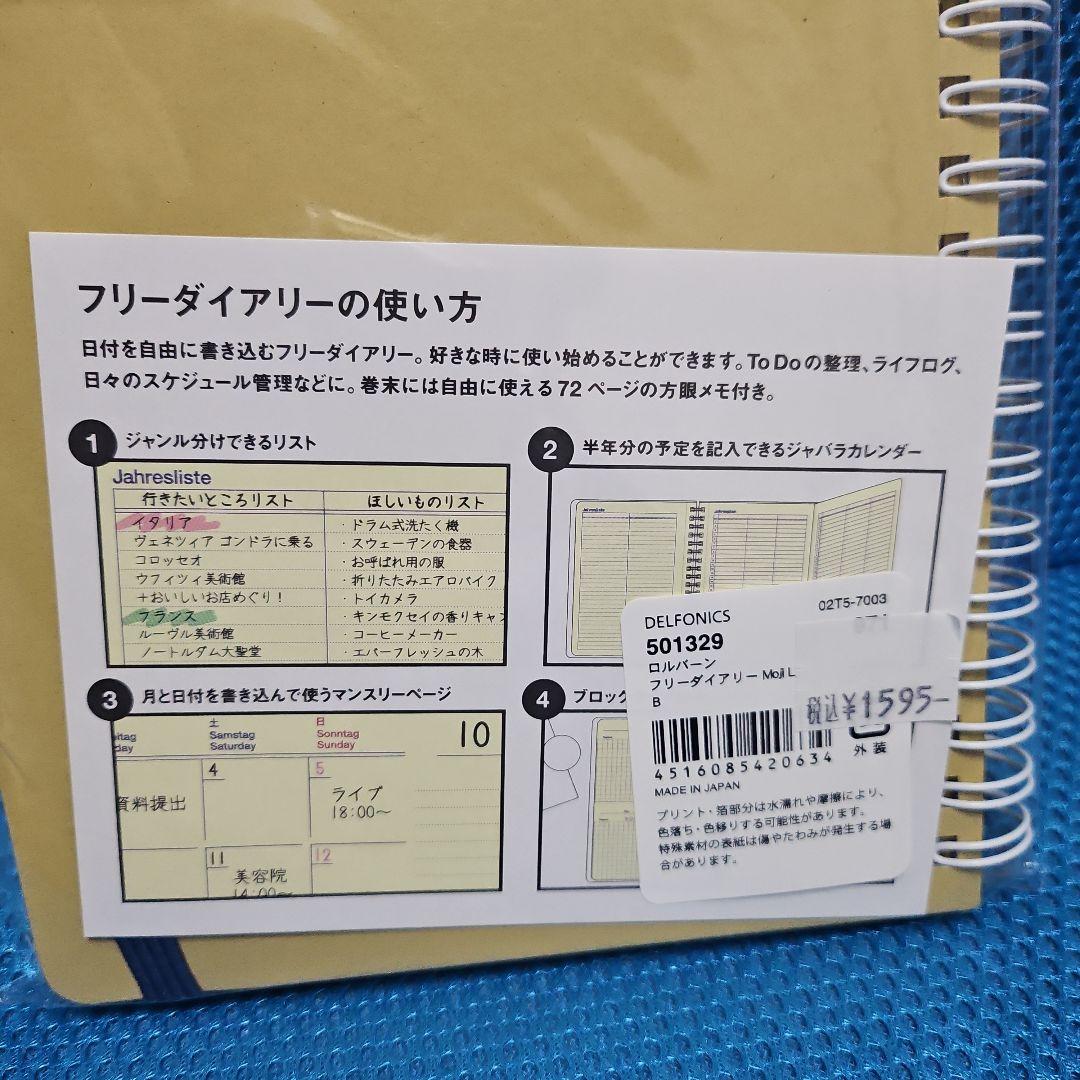 フリーダイアリーの使い方
日付を自由に書き込むフリーダイアリー。好きな時に使い始めることができます。To Doの整理、ライフログ、
日々のスケジュール管理などに。巻末には自由に使える72ページの方眼メモ付き。
1 ジャンル分けできるリスト
Jahresliste
行きたいところリスト ほしいものリスト
イタリア ・ドラム式洗たく機
ヴェネツィア ゴンドラに乗る ・スウェーデンの食器
コロッセオ ・お呼ばれ用の服
ウフィツィ美術館 ・折りたたみエアロバイク
+おいしいお店めぐり! ・トイカメラ
フランス ・キンモクセイの香りキャン
ルーヴル美術館 ・コーヒーメーカー
ノートルダム大聖堂 ・エバーフレッシュの木
2 半年分の予定を記入できるジャバラカレンダー
3 月と日付を書き込んで使うマンスリーページ
土 日
eitag Samstag Sonntag 10
day Saturday Sunday
4 5
資料提出 ライブ
18:00〜
11 12
美容院
14:00〜
4 ブロック
DELFONICS 02T5-7003
501329
ロルバーン
フリーダイアリー Moji L
B
税込¥1595-
外装
4516085420634
MADE IN JAPAN
プリント・箔部分は水濡れや摩擦により、
色落ち・色移りする可能性があります。
特殊素材の表紙は傷やたわみが発生する場
合があります。